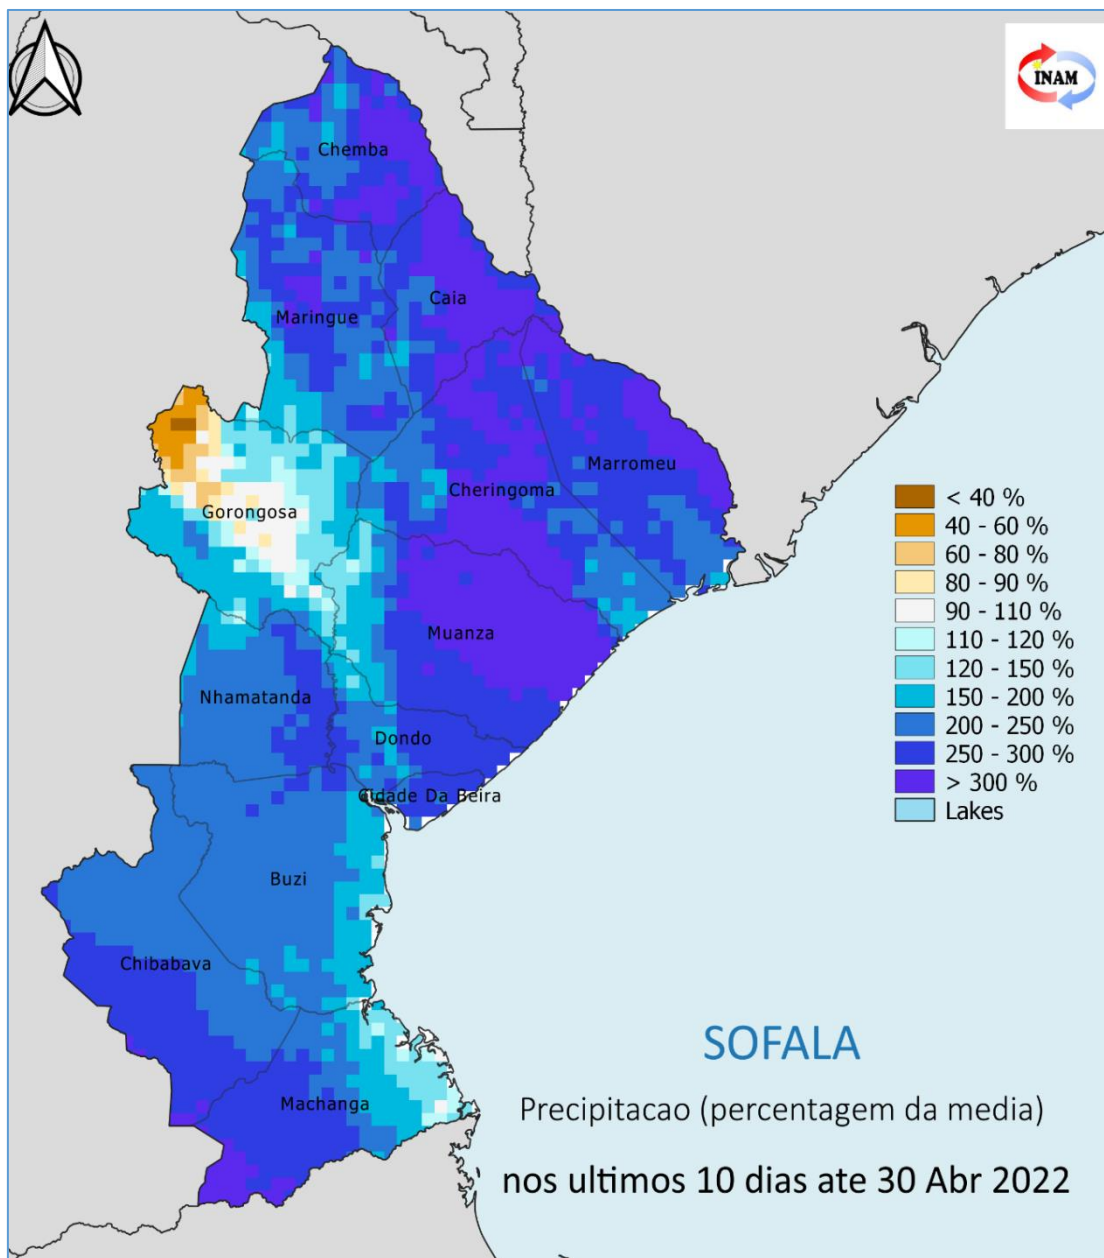 INAM
Chemba
Caia
Maringue
Marromeu
Cheringoma
Gorongosa
Muanza
Nhamatanda
Dondo
Cidade Da Beira
Buzi
Chibabava
Machanga
< 40 %
40 - 60 %
60 - 80 %
80 - 90 %
90 - 110 %
110 - 120 %
120 - 150 %
150 - 200 %
200 - 250 %
250 - 300 %
> 300 %
Lakes
SOFALA
Precipitacao (percentagem da media)
nos ultimos 10 dias ate 30 Abr 2022